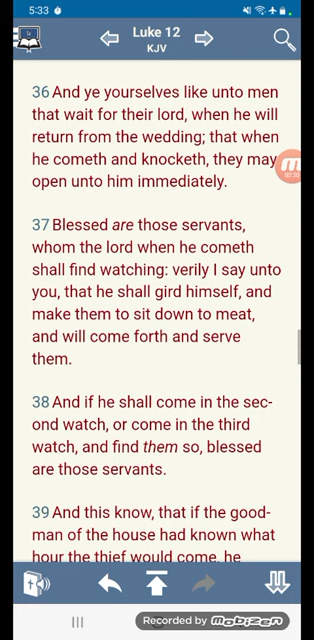 5:33
Luke 12
KJV
36 And ye yourselves like unto men
that wait for their lord, when he will
return from the wedding; that when
he cometh and knocketh, they may
open unto him immediately.
37 Blessed are those servants,
whom the lord when he cometh
shall find watching: verily I say unto
you, that he shall gird himself, and
make them to sit down to meat,
and will come forth and serve
them.
38 And if he shall come in the sec-
ond watch, or come in the third
watch, and find them so, blessed
are those servants.
39 And this know, that if the good-
man of the house had known what
hour the thief would come, he
Recorded by mobizen